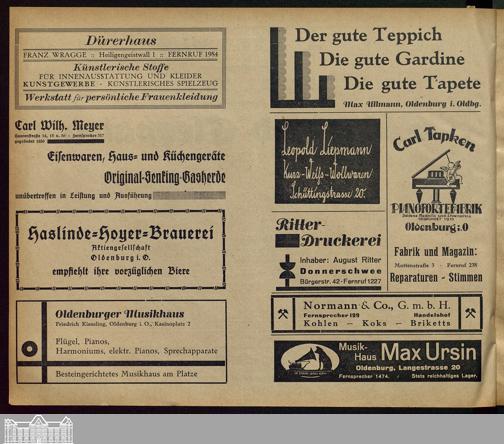 Dürerhaus
FRANZ WRAGGE :: Heiligengeistwall 1 :: FERNRUF 1984
Künstlerische Stoffe
FÜR INNENAUSSTATTUNG UND KLEIDER
KUNSTGEWERBE - KÜNSTLERISCHES SPIELZEUG
Werkstatt für persönliche Frauenkleidung
Carl Wilh. Meyer
Eisenwaren, Haus- und Küchengeräte
Original-Senking-Gasherde
unübertroffen in Leistung und Ausführung
Haslinde-Hoyer-Brauerei
Aktiengesellschaft
Oldenburg i. O.
empfiehlt ihre vorzüglichen Biere
Oldenburger Musikhaus
Friedrich Kiessling, Oldenburg i. O., Kasinoplatz 2
Flügel, Pianos,
Harmoniums, elektr. Pianos, Sprechapparate
Besteingerichtetes Musikhaus am Platze
Der gute Teppich
Die gute Gardine
Die gute Tapete
Max Ullmann, Oldenburg i. Oldbg.
Leopold Liepmann
Kurz-Weiß-Wollwaren
Schüttingstrasse 20.
Carl Tapken
PIANOFORTEFABRIK
Oldenburg i. O
Fabrik und Magazin:
Mottenstraße 3 - Fernruf 238
Reparaturen - Stimmen
Ritter-
Druckerei
Inhaber: August Ritter
Donnerschwee
Bürgerstr. 42 - Fernruf 1227
Normann & Co., G. m. b. H.
Fernsprecher 199 Handelshof
Kohlen — Koks — Briketts
Musik-
Haus Max Ursin
Oldenburg, Langestrasse 20
Fernsprecher 1474. Stets reichhaltiges Lager.